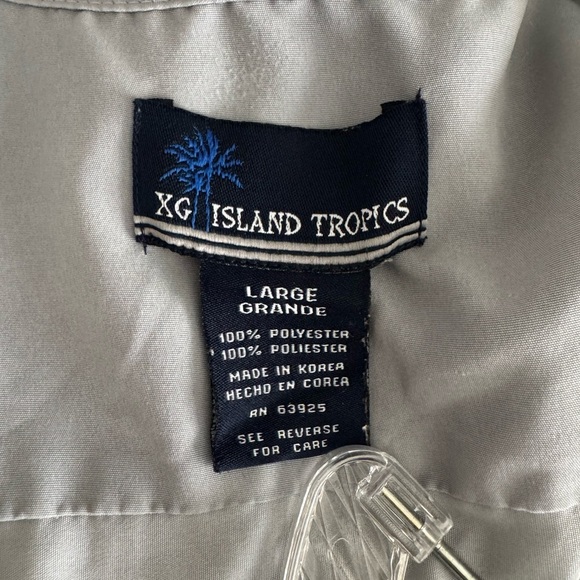 XG ISLAND TROPICS
LARGE
GRANDE
100% POLYESTER
100% POLIESTER
MADE IN KOREA
HECHO EN COREA
RN 63925
SEE REVERSE
FOR CARE